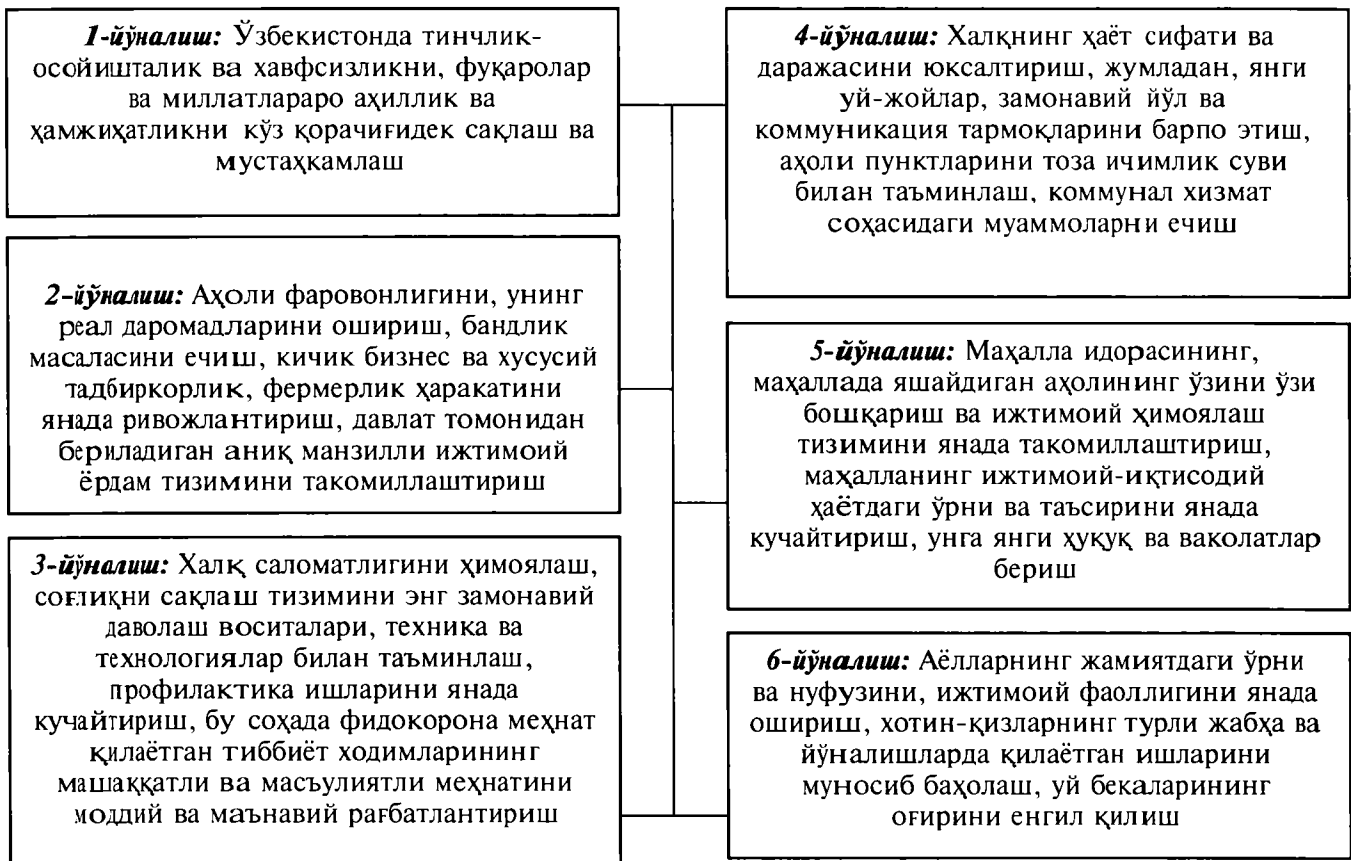 1-йўналиш: Ўзбекистонда тинчлик-
осойишталик ва хавфсизликни, фуқаролар
ва миллатлараро аҳиллик ва
ҳамжиҳатликни кўз қорачиғидек сақлаш ва
мустаҳкамлаш
2-йўналиш: Аҳоли фаровонлигини, унинг
реал даромадларини ошириш, бандлик
масаласини ечиш, кичик бизнес ва хусусий
тадбиркорлик, фермерлик ҳаракатини
янада ривожлантириш, давлат томонидан
бериладиган аниқ манзилли ижтимоий
ёрдам тизимини такомиллаштириш
3-йўналиш: Халқ саломатлигини ҳимоялаш,
соғлиқни сақлаш тизимини энг замонавий
даволаш воситалари, техника ва
технологиялар билан таъминлаш,
профилактика ишларини янада
кучайтириш, бу соҳада фидокорона меҳнат
қилаётган тиббиёт ходимларининг
машаққатли ва масъулиятли меҳнатини
моддий ва маънавий рағбатлантириш
4-йўналиш: Халқнинг ҳаёт сифати ва
даражасини юксалтириш, жумладан, янги
уй-жойлар, замонавий йўл ва
коммуникация тармоқларини барпо этиш,
аҳоли пунктларини тоза ичимлик суви
билан таъминлаш, коммунал хизмат
соҳасидаги муаммоларни ечиш
5-йўналиш: Маҳалла идорасининг,
маҳаллада яшайдиган аҳолининг ўзини ўзи
бошқариш ва ижтимоий ҳимоялаш
тизимини янада такомиллаштириш,
маҳалланинг ижтимоий-иқтисодий
ҳаётдаги ўрни ва таъсирини янада
кучайтириш, унга янги ҳуқуқ ва ваколатлар
бериш
6-йўналиш: Аёлларнинг жамиятдаги ўрни
ва нуфузини, ижтимоий фаоллигини янада
ошириш, хотин-қизларнинг турли жабҳа ва
йўналишларда қилаётган ишларини
муносиб баҳолаш, уй бекаларининг
оғирини енгил қилиш